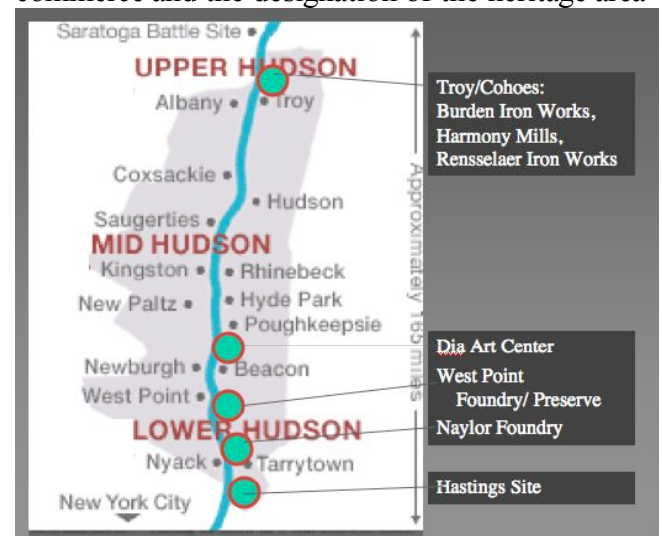 commerce and the designation of the heritage area
Saratoga Battle Site
UPPER HUDSON
Albany
Troy
Coxsackie
Hudson
Saugerties
MID HUDSON
Kingston
Rhinebeck
New Paltz
Hyde Park
Poughkeepsie
Newburgh
Beacon
West Point
LOWER HUDSON
Nyack
Tarrytown
New York City
Approximately 165 miles
Troy/Cohoes:
Burden Iron Works,
Harmony Mills,
Rensselaer Iron Works
Dia Art Center
West Point
Foundry/ Preserve
Naylor Foundry
Hastings Site